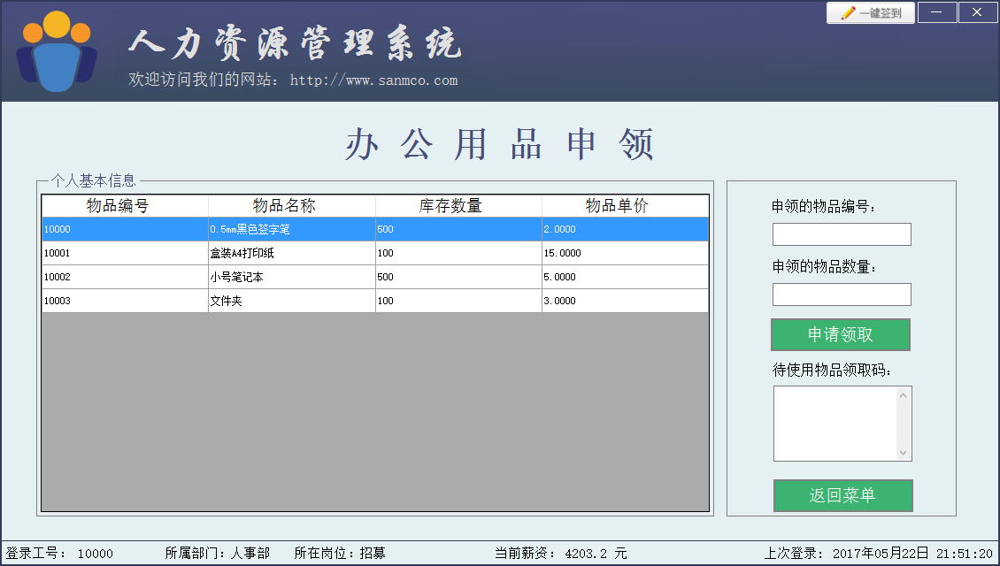 一键签到
人力资源管理系统
欢迎访问我们的网站：http://www.sanmco.com
办公用品申领
个人基本信息
物品编号 物品名称 库存数量 物品单价
10000 0.5mm黑色签字笔 500 2.0000
10001 盒装A4打印纸 100 15.0000
10002 小号笔记本 500 5.0000
10003 文件夹 100 3.0000
申领的物品编号：
申领的物品数量：
申请领取
待使用物品领取码：
返回菜单
登录工号： 10000 所属部门：人事部 所在岗位：招募 当前薪资： 4203.2 元 上次登录： 2017年05月22日 21:51:20